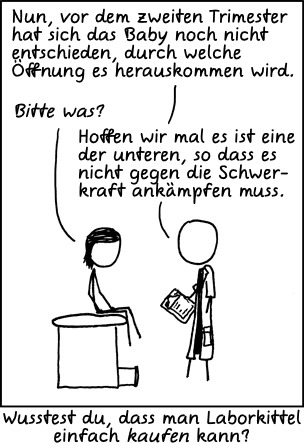 Nun, vor dem zweiten Trimester
hat sich das Baby noch nicht
entschieden, durch welche
Öffnung es herauskommen wird.
Bitte was?
Hoffen wir mal es ist eine
der unteren, so dass es
nicht gegen die Schwer-
kraft ankämpfen muss.
Wusstest du, dass man Laborkittel
einfach kaufen kann?